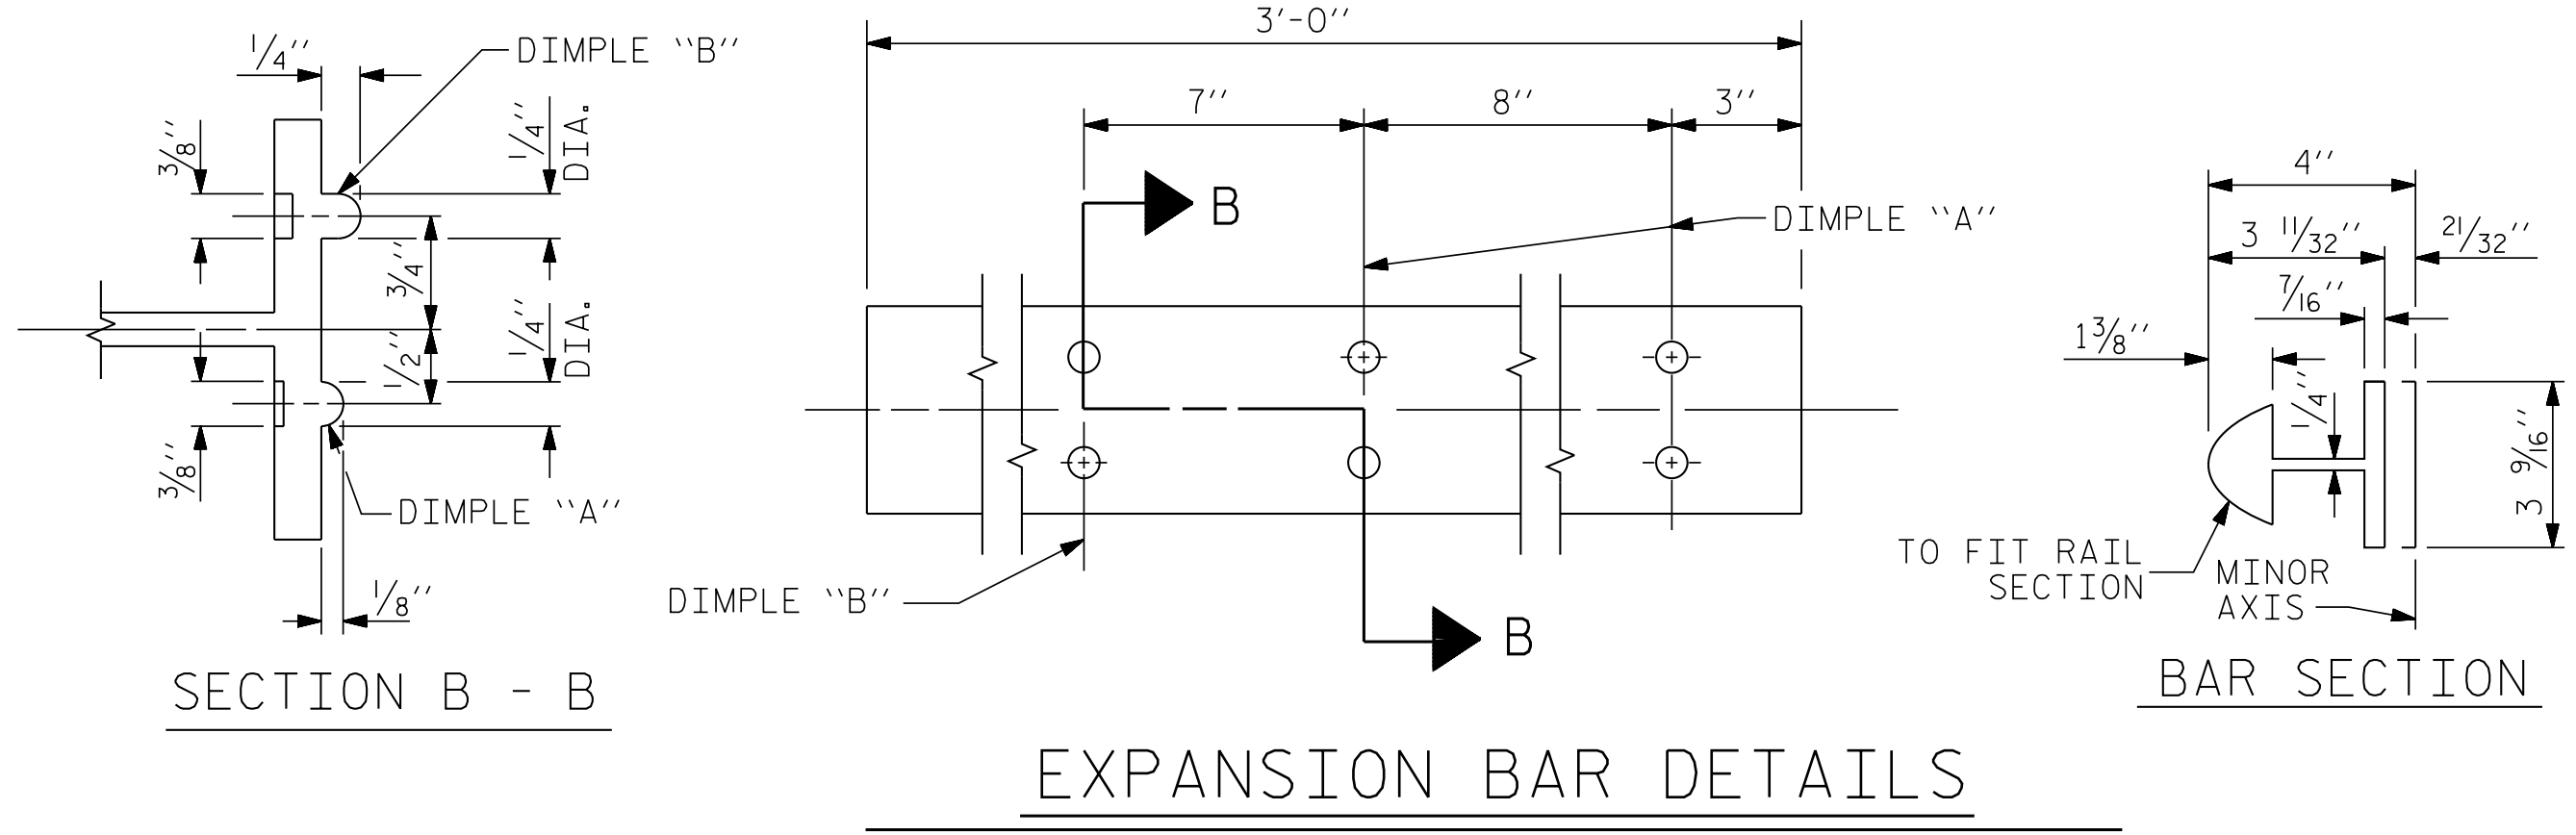 1/4"
DIMPLE "B"
3/8"
1/4"
DIA.
3/4"
1/2"
1/4"
DIA.
3/8"
DIMPLE "A"
1/8"
SECTION B - B
3'-0"
7"
8"
3"
B
DIMPLE "A"
DIMPLE "B"
B
EXPANSION BAR DETAILS
4"
3 11/32"
21/32"
7/16"
1 3/8"
1/4"
3 9/16"
TO FIT RAIL
SECTION
MINOR
AXIS
BAR SECTION